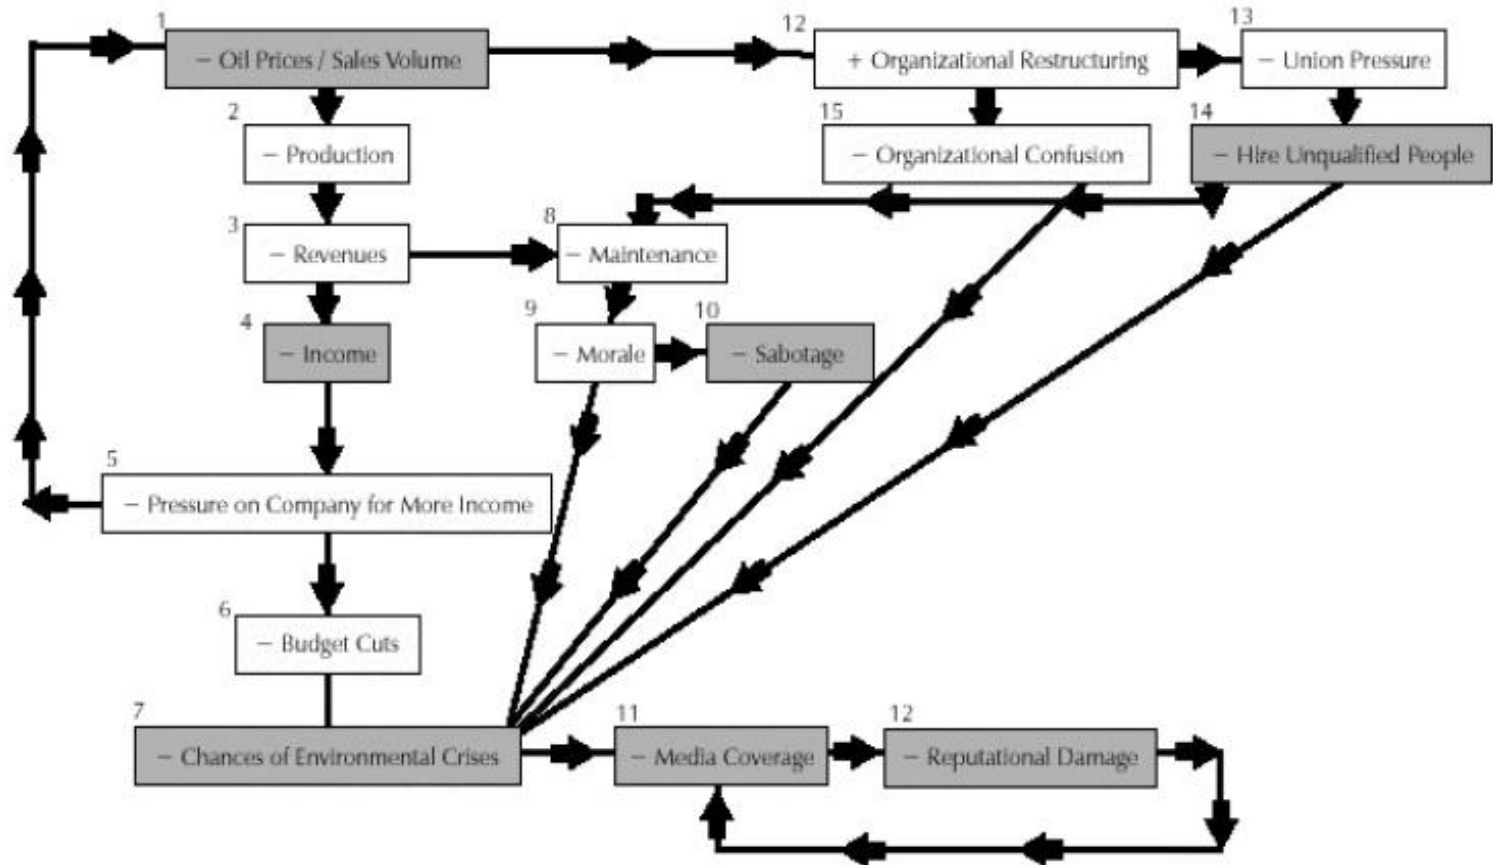 1
− Oil Prices / Sales Volume
12
+ Organizational Restructuring
13
− Union Pressure
2
− Production
15
− Organizational Confusion
14
− Hire Unqualified People
3
− Revenues
8
− Maintenance
4
− Income
9
− Morale
10
− Sabotage
5
− Pressure on Company for More Income
6
− Budget Cuts
7
− Chances of Environmental Crises
11
− Media Coverage
12
− Reputational Damage